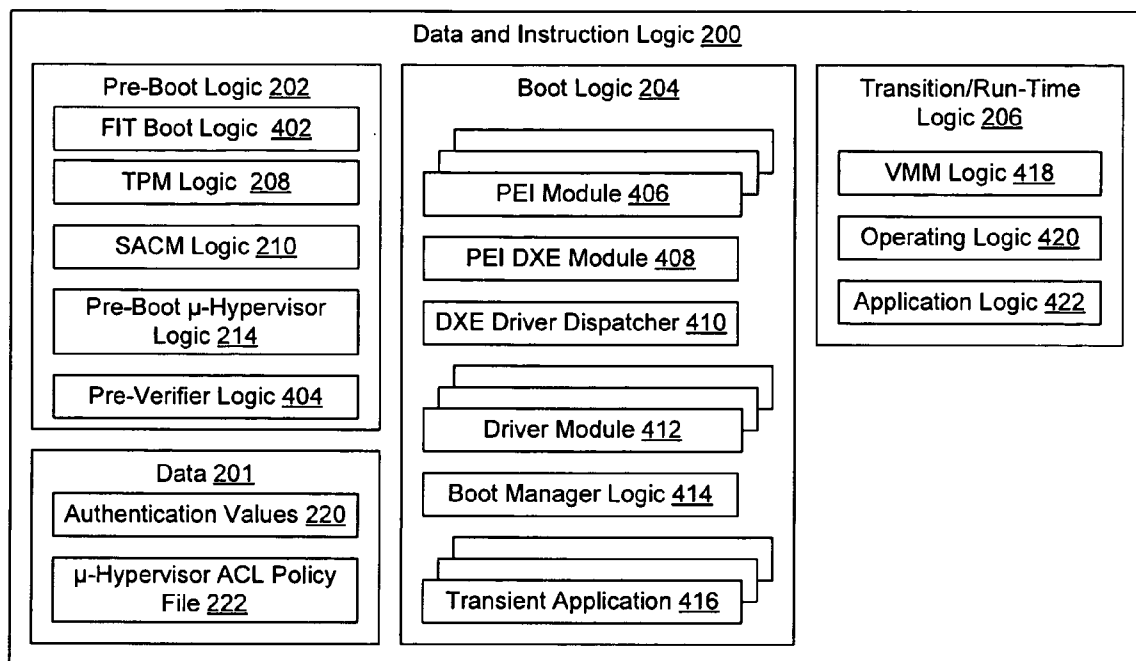 Data and Instruction Logic 200
Pre-Boot Logic 202
FIT Boot Logic 402
TPM Logic 208
SACM Logic 210
Pre-Boot µ-Hypervisor
Logic 214
Pre-Verifier Logic 404
Data 201
Authentication Values 220
µ-Hypervisor ACL Policy
File 222
Boot Logic 204
PEI Module 406
PEI DXE Module 408
DXE Driver Dispatcher 410
Driver Module 412
Boot Manager Logic 414
Transient Application 416
Transition/Run-Time
Logic 206
VMM Logic 418
Operating Logic 420
Application Logic 422